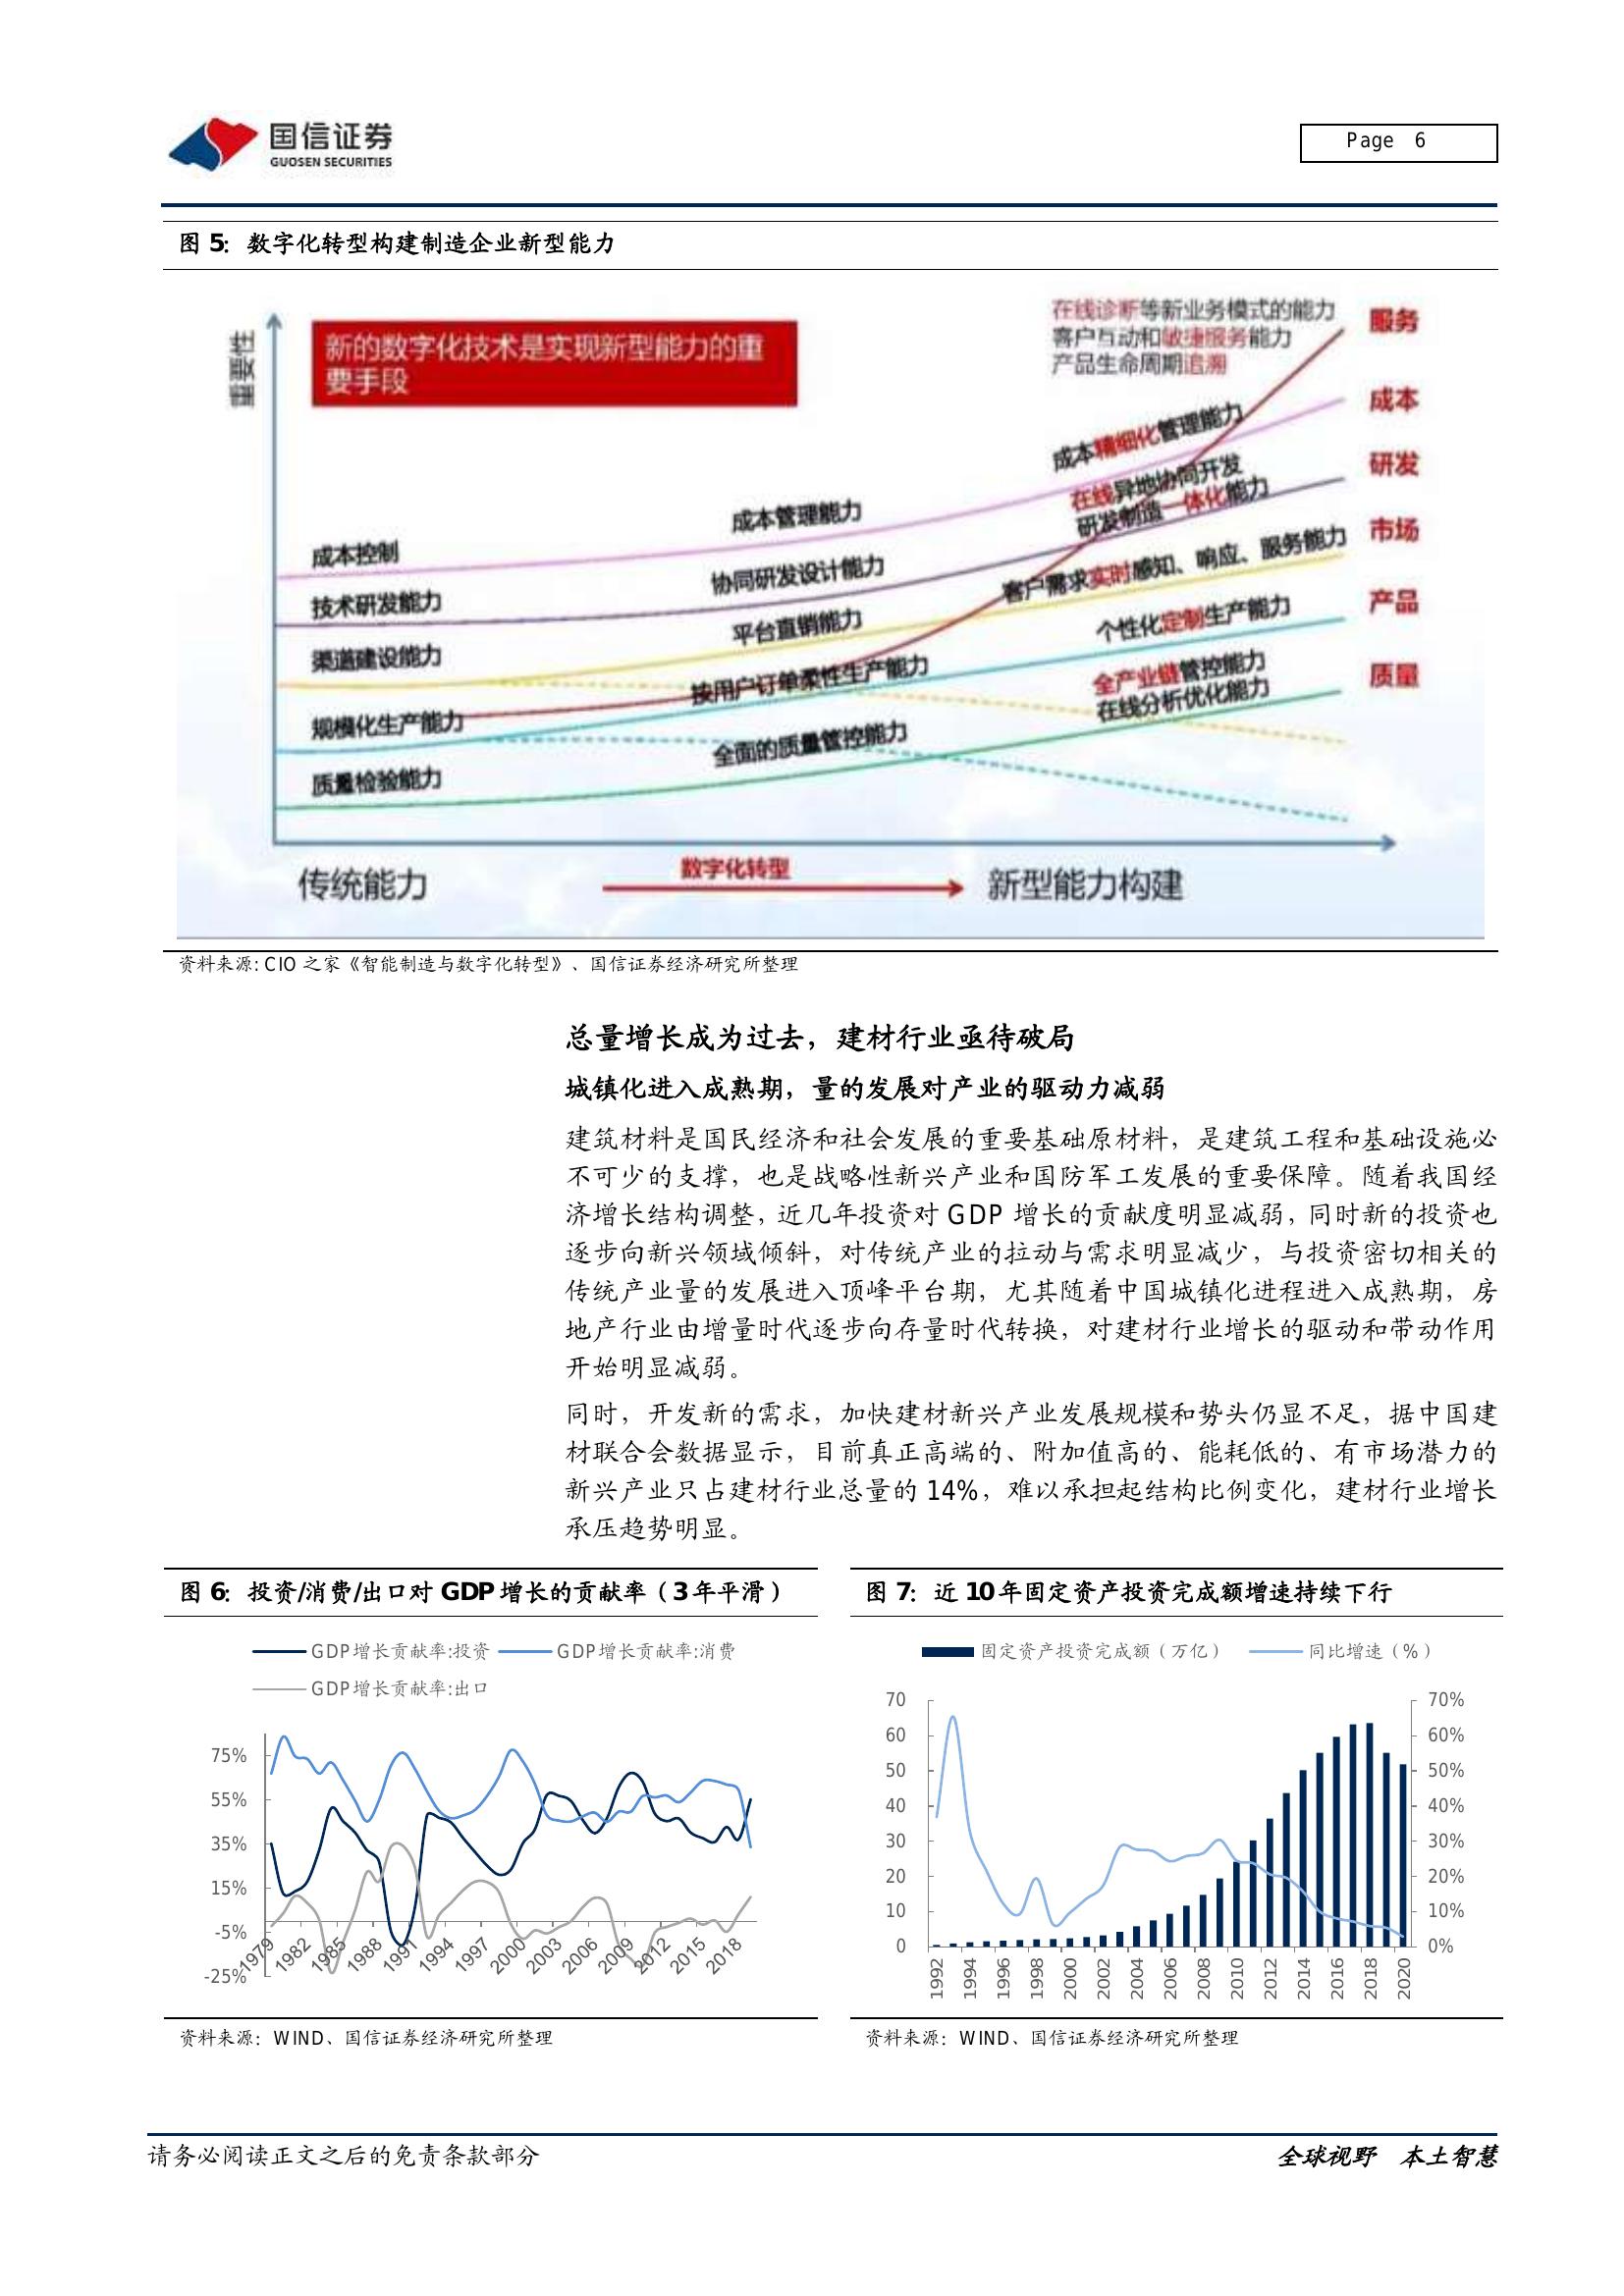 国信证券
GUOSEN SECURITIES
Page 6
图 5：数字化转型构建制造企业新型能力
重要性
新的数字化技术是实现新型能力的重
要手段
在线诊断等新业务模式的能力
客户互动和敏捷服务能力
产品生命周期追溯
服务
成本
研发
市场
产品
质量
成本控制
成本管理能力
成本精细化管理能力
技术研发能力
协同研发设计能力
在线异地协同开发
研发制造一体化能力
渠道建设能力
平台直销能力
客户需求实时感知、响应、服务能力
规模化生产能力
按用户订单柔性生产能力
个性化定制生产能力
质量检验能力
全面的质量管控能力
全产业链管控能力
在线分析优化能力
传统能力
数字化转型
新型能力构建
资料来源: CIO 之家《智能制造与数字化转型》、国信证券经济研究所整理
总量增长成为过去，建材行业亟待破局
城镇化进入成熟期，量的发展对产业的驱动力减弱
建筑材料是国民经济和社会发展的重要基础原材料，是建筑工程和基础设施必
不可少的支撑，也是战略性新兴产业和国防军工发展的重要保障。随着我国经
济增长结构调整，近几年投资对 GDP 增长的贡献度明显减弱，同时新的投资也
逐步向新兴领域倾斜，对传统产业的拉动与需求明显减少，与投资密切相关的
传统产业量的发展进入顶峰平台期，尤其随着中国城镇化进程进入成熟期，房
地产行业由增量时代逐步向存量时代转换，对建材行业增长的驱动和带动作用
开始明显减弱。
同时，开发新的需求，加快建材新兴产业发展规模和势头仍显不足，据中国建
材联合会数据显示，目前真正高端的、附加值高的、能耗低的、有市场潜力的
新兴产业只占建材行业总量的 14%，难以承担起结构比例变化，建材行业增长
承压趋势明显。
图 6：投资/消费/出口对 GDP 增长的贡献率（3 年平滑）
GDP增长贡献率:投资 GDP增长贡献率:消费
GDP增长贡献率:出口
75%
55%
35%
15%
-5%
-25%
1979 1982 1985 1988 1991 1994 1997 2000 2003 2006 2009 2012 2015 2018
资料来源：WIND、国信证券经济研究所整理
图 7：近 10 年固定资产投资完成额增速持续下行
固定资产投资完成额（万亿） 同比增速（%）
70 70%
60 60%
50 50%
40 40%
30 30%
20 20%
10 10%
0 0%
1992 1994 1996 1998 2000 2002 2004 2006 2008 2010 2012 2014 2016 2018 2020
资料来源：WIND、国信证券经济研究所整理
请务必阅读正文之后的免责条款部分
全球视野 本土智慧